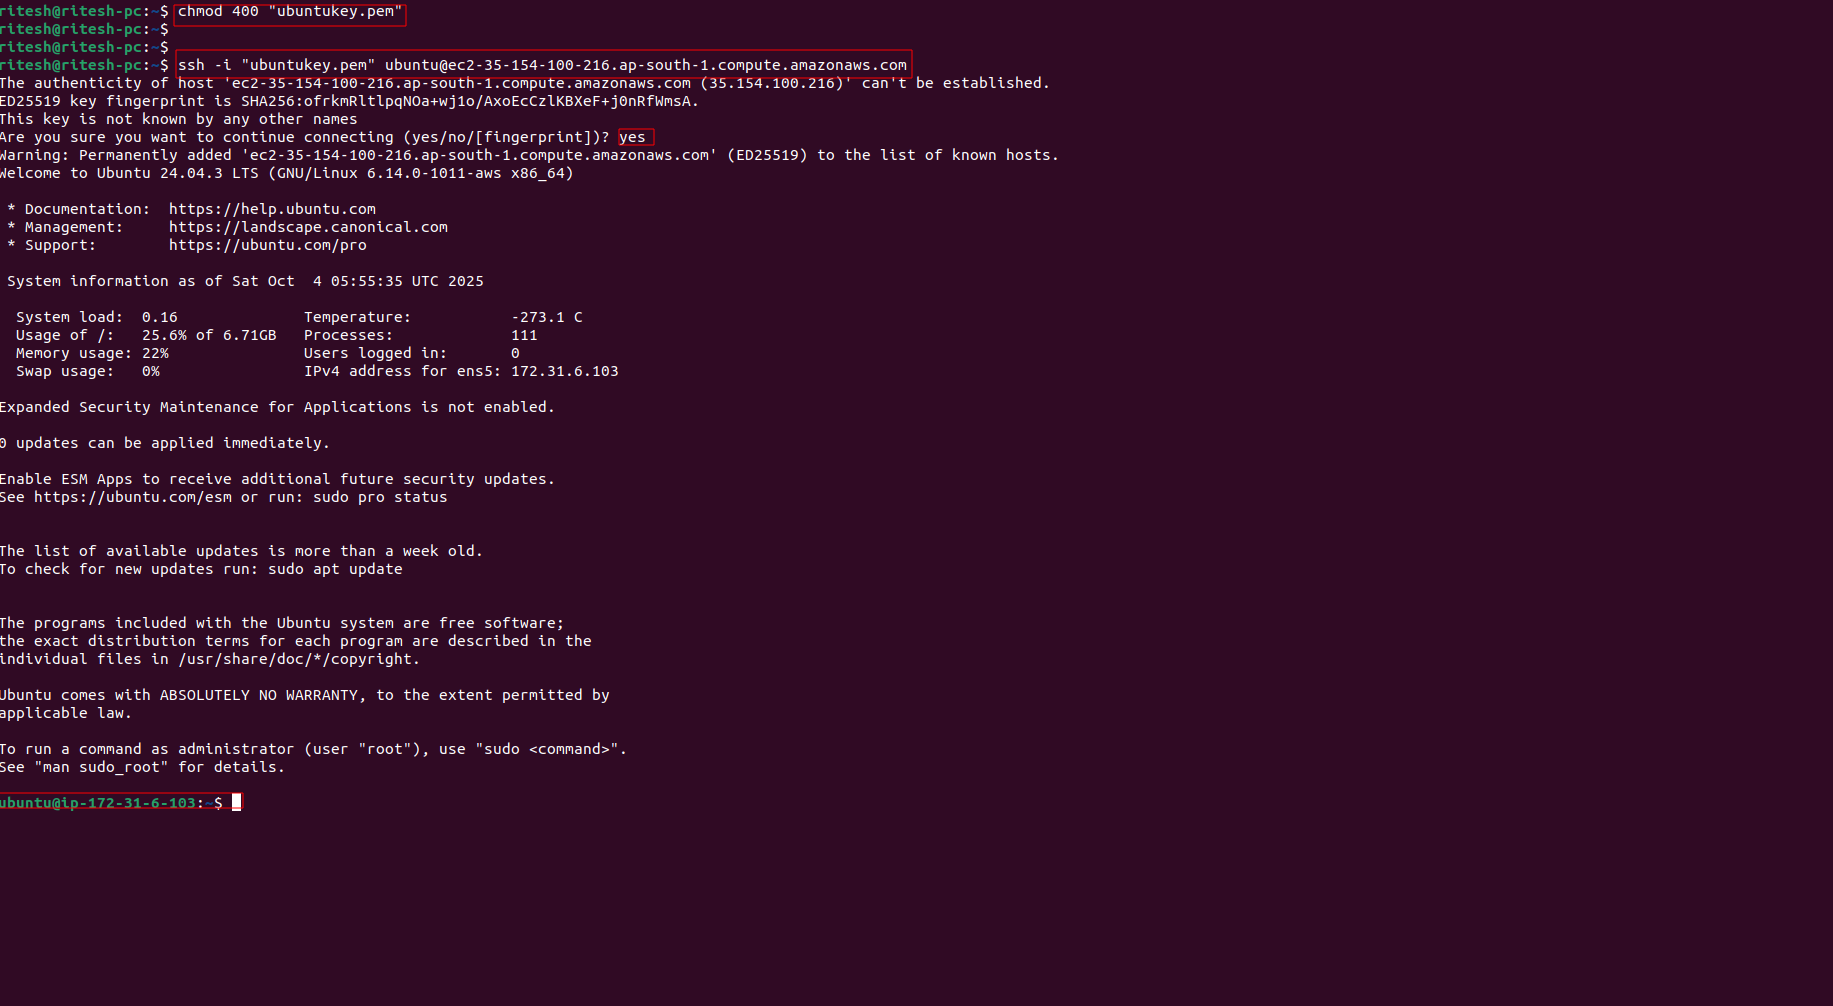 ritesh@ritesh-pc:~$ chmod 400 "ubuntukey.pem"
ritesh@ritesh-pc:~$
ritesh@ritesh-pc:~$
ritesh@ritesh-pc:~$ ssh -i "ubuntukey.pem" ubuntu@ec2-35-154-100-216.ap-south-1.compute.amazonaws.com
The authenticity of host 'ec2-35-154-100-216.ap-south-1.compute.amazonaws.com (35.154.100.216)' can't be established.
ED25519 key fingerprint is SHA256:ofrkmRltlpqNOa+wj1o/AxoEcCzlKBXeF+j0nRfWmsA.
This key is not known by any other names
Are you sure you want to continue connecting (yes/no/[fingerprint])? yes
Warning: Permanently added 'ec2-35-154-100-216.ap-south-1.compute.amazonaws.com' (ED25519) to the list of known hosts.
Welcome to Ubuntu 24.04.3 LTS (GNU/Linux 6.14.0-1011-aws x86_64)
* Documentation:  https://help.ubuntu.com
* Management:     https://landscape.canonical.com
* Support:        https://ubuntu.com/pro
System information as of Sat Oct  4 05:55:35 UTC 2025
System load:  0.16              Temperature:           -273.1 C
Usage of /:   25.6% of 6.71GB   Processes:             111
Memory usage: 22%               Users logged in:       0
Swap usage:   0%                IPv4 address for ens5: 172.31.6.103
Expanded Security Maintenance for Applications is not enabled.
0 updates can be applied immediately.
Enable ESM Apps to receive additional future security updates.
See https://ubuntu.com/esm or run: sudo pro status
The list of available updates is more than a week old.
To check for new updates run: sudo apt update
The programs included with the Ubuntu system are free software;
the exact distribution terms for each program are described in the
individual files in /usr/share/doc/*/copyright.
Ubuntu comes with ABSOLUTELY NO WARRANTY, to the extent permitted by
applicable law.
To run a command as administrator (user "root"), use "sudo <command>".
See "man sudo_root" for details.
ubuntu@ip-172-31-6-103:~$